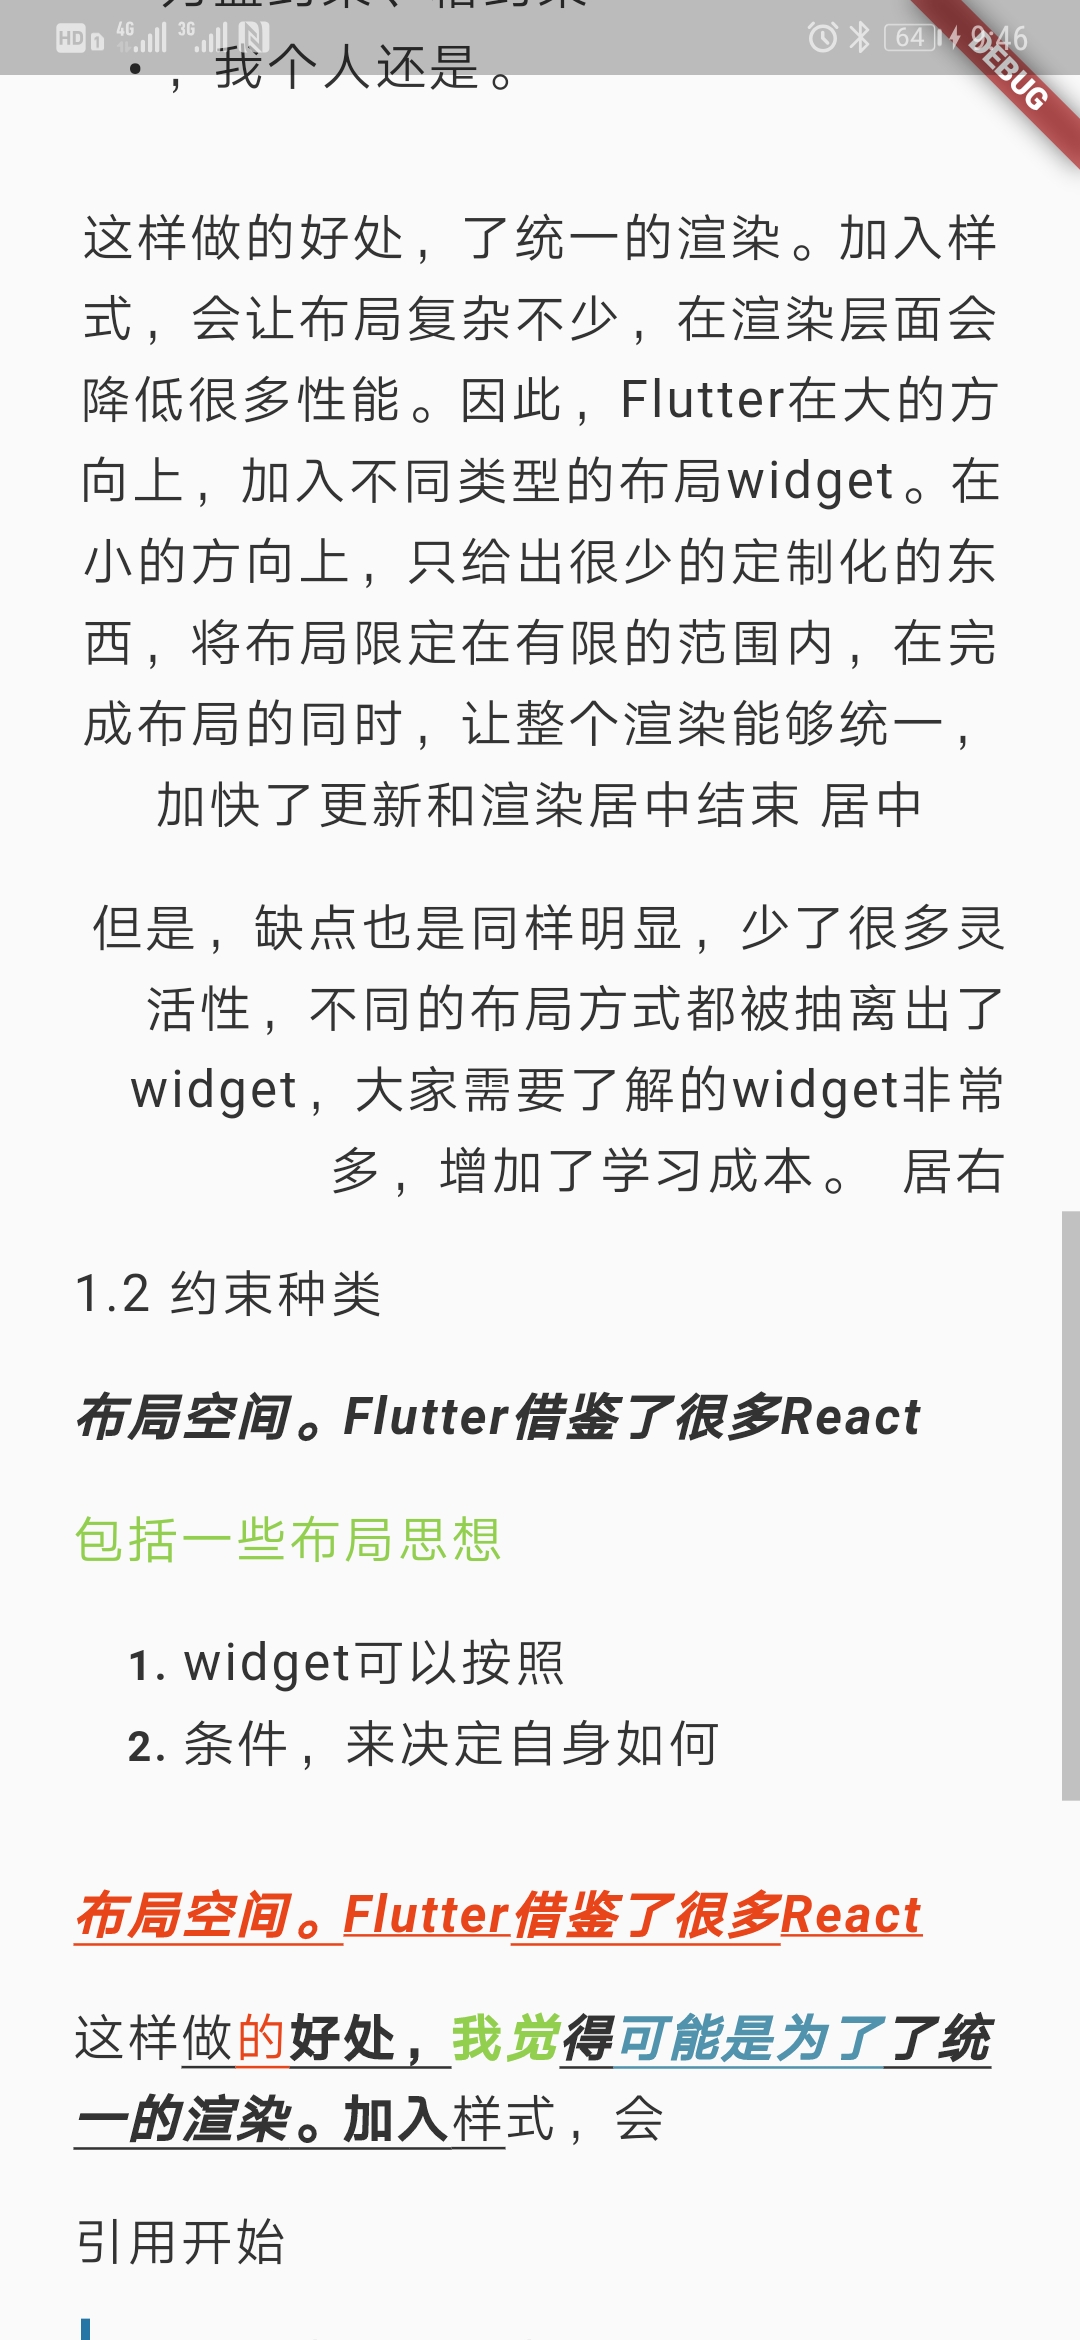 HD 1 4G 3G 64 9:46
DEBUG
• ，我个人还是。
这样做的好处，了统一的渲染。加入样
式，会让布局复杂不少，在渲染层面会
降低很多性能。因此，Flutter在大的方
向上，加入不同类型的布局widget。在
小的方向上，只给出很少的定制化的东
西，将布局限定在有限的范围内，在完
成布局的同时，让整个渲染能够统一，
加快了更新和渲染居中结束 居中
但是，缺点也是同样明显，少了很多灵
活性，不同的布局方式都被抽离出了
widget，大家需要了解的widget非常
多，增加了学习成本。 居右
1.2 约束种类
布局空间。Flutter借鉴了很多React
包括一些布局思想
1. widget可以按照
2. 条件，来决定自身如何
布局空间。Flutter借鉴了很多React
这样做的好处，我觉得可能是为了了统
一的渲染。加入样式，会
引用开始